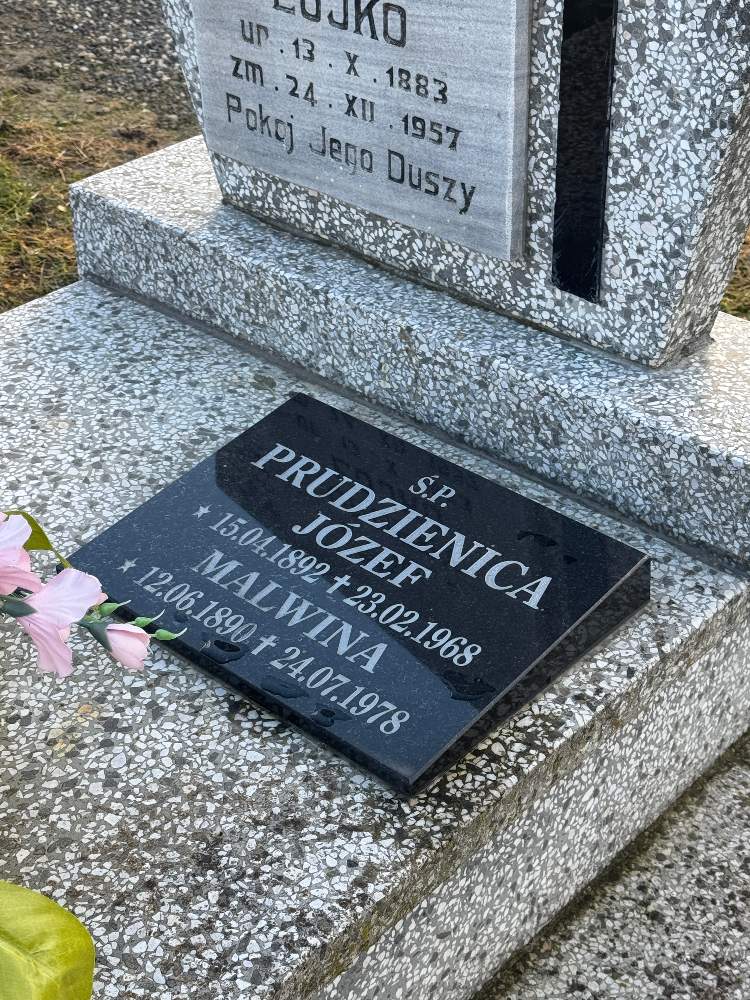 ŁOJKO
ur. 13. X. 1883
zm. 24. XII. 1957
Pokój Jego Duszy
Ś.P.
PRUDZIENICA
JÓZEF
* 15.04.1892 † 23.02.1968
MALWINA
* 12.06.1890 † 24.07.1978